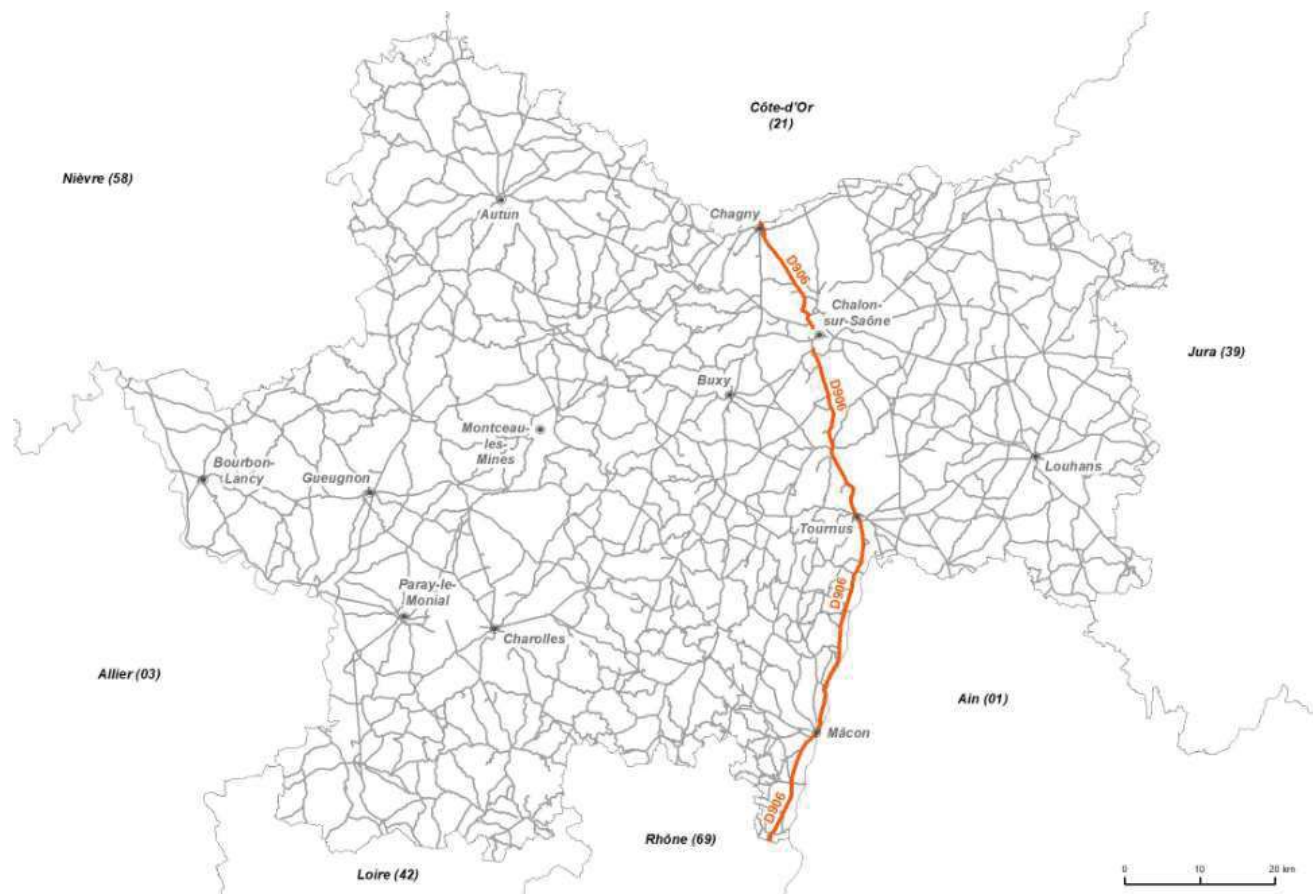 Côte-d'Or
(21)
Nièvre (58)
Autun
Chagny
D906
Chalon-
sur-Saône
Jura (39)
Buxy
D906
Montceau-
les-
Mines
Bourbon-
Lancy
Gueugnon
Louhans
Tournus
Paray-le-
Monial
D906
Charolles
Allier (03)
Ain (01)
Mâcon
D906
Rhône (69)
Loire (42)
0 10 20 km